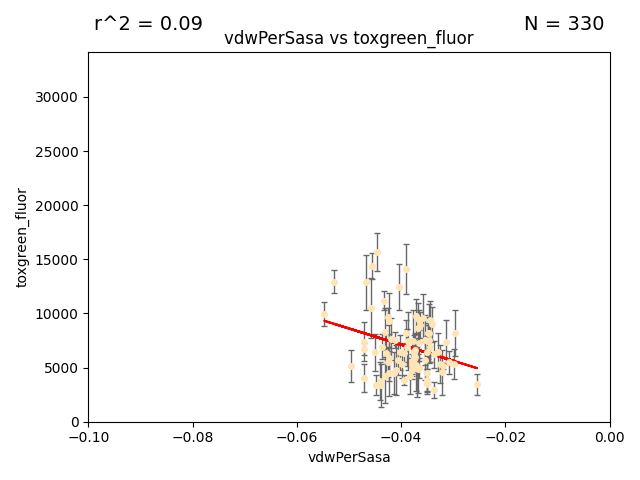 r^2 = 0.09
N = 330
vdwPerSasa vs toxgreen_fluor
30000
25000
20000
15000
10000
5000
0
toxgreen_fluor
−0.10
−0.08
−0.06
−0.04
−0.02
0.00
vdwPerSasa